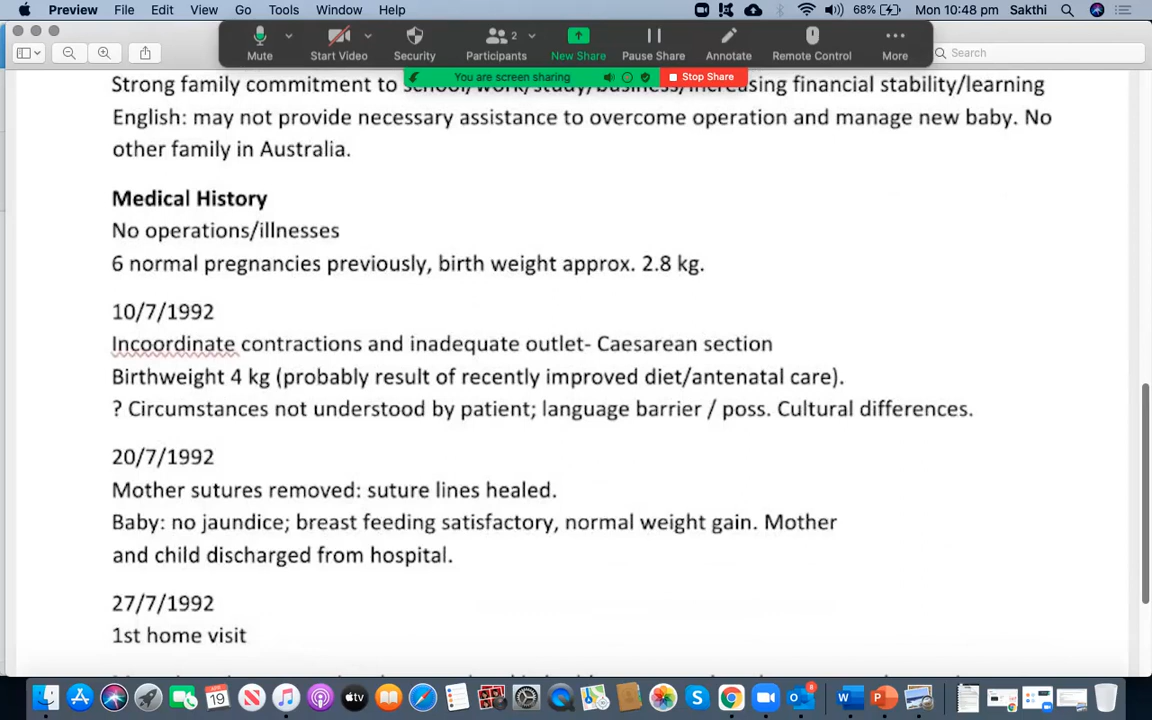 Preview File Edit View Go Tools Window Help 68% Mon 10:48 pm Sakthi
Mute Start Video Security Participants 2 New Share Pause Share Annotate Remote Control More Search
You are screen sharing Stop Share
Strong family commitment to school/work/study/business/increasing financial stability/learning
English: may not provide necessary assistance to overcome operation and manage new baby. No
other family in Australia.
Medical History
No operations/illnesses
6 normal pregnancies previously, birth weight approx. 2.8 kg.
10/7/1992
Incoordinate contractions and inadequate outlet- Caesarean section
Birthweight 4 kg (probably result of recently improved diet/antenatal care).
? Circumstances not understood by patient; language barrier / poss. Cultural differences.
20/7/1992
Mother sutures removed: suture lines healed.
Baby: no jaundice; breast feeding satisfactory, normal weight gain. Mother
and child discharged from hospital.
27/7/1992
1st home visit
19 tv